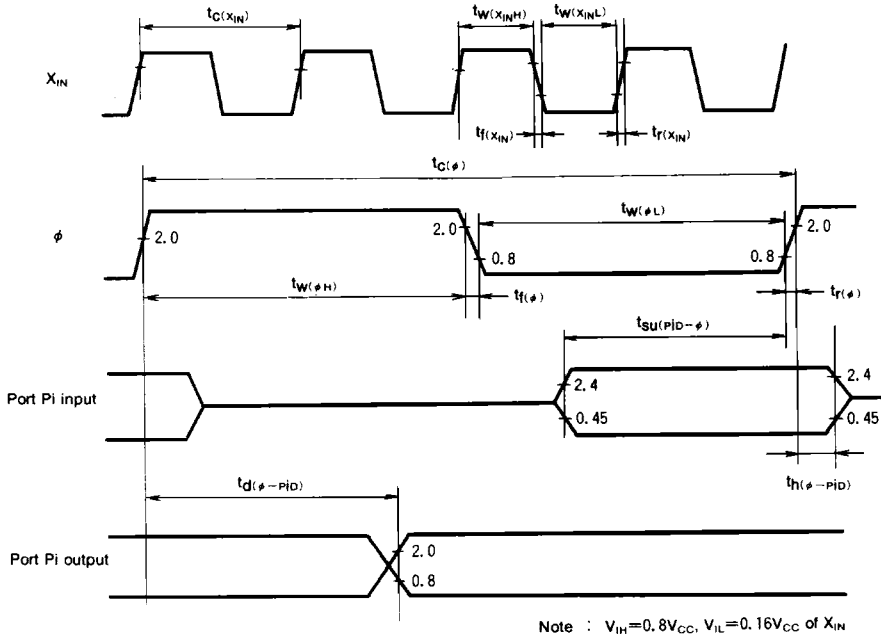 tC(XIN) tW(XINH) tW(XINL)
XIN
tf(XIN) tr(XIN)
tC(φ)
φ
2.0 2.0 tW(φL) 2.0
0.8 0.8
tW(φH) tf(φ) tr(φ)
tsu(PiD-φ)
Port Pi input
2.4 2.4
0.45 0.45
td(φ-PiD) th(φ-PiD)
Port Pi output
2.0
0.8
Note : VIH=0.8VCC, VIL=0.16VCC of XIN